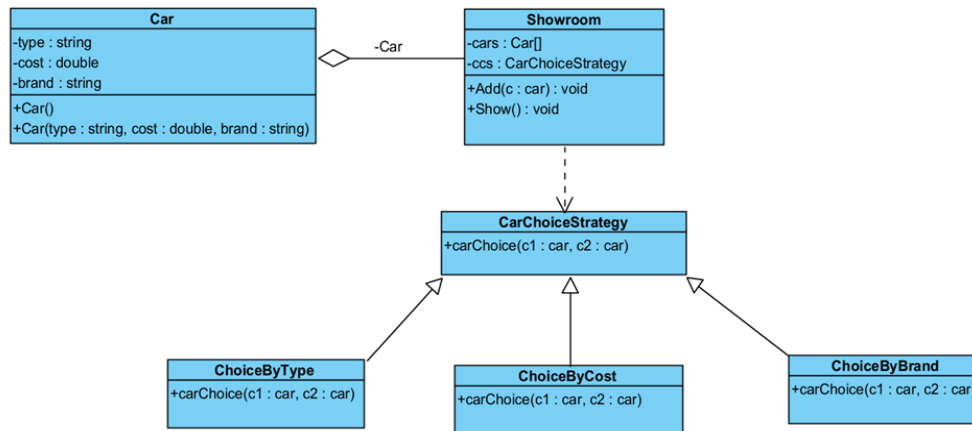 Car
-type : string
-cost : double
-brand : string
+Car()
+Car(type : string, cost : double, brand : string)
-Car
Showroom
-cars : Car[]
-ccs : CarChoiceStrategy
+Add(c : car) : void
+Show() : void
CarChoiceStrategy
+carChoice(c1 : car, c2 : car)
ChoiceByType
+carChoice(c1 : car, c2 : car)
ChoiceByCost
+carChoice(c1 : car, c2 : car)
ChoiceByBrand
+carChoice(c1 : car, c2 : car